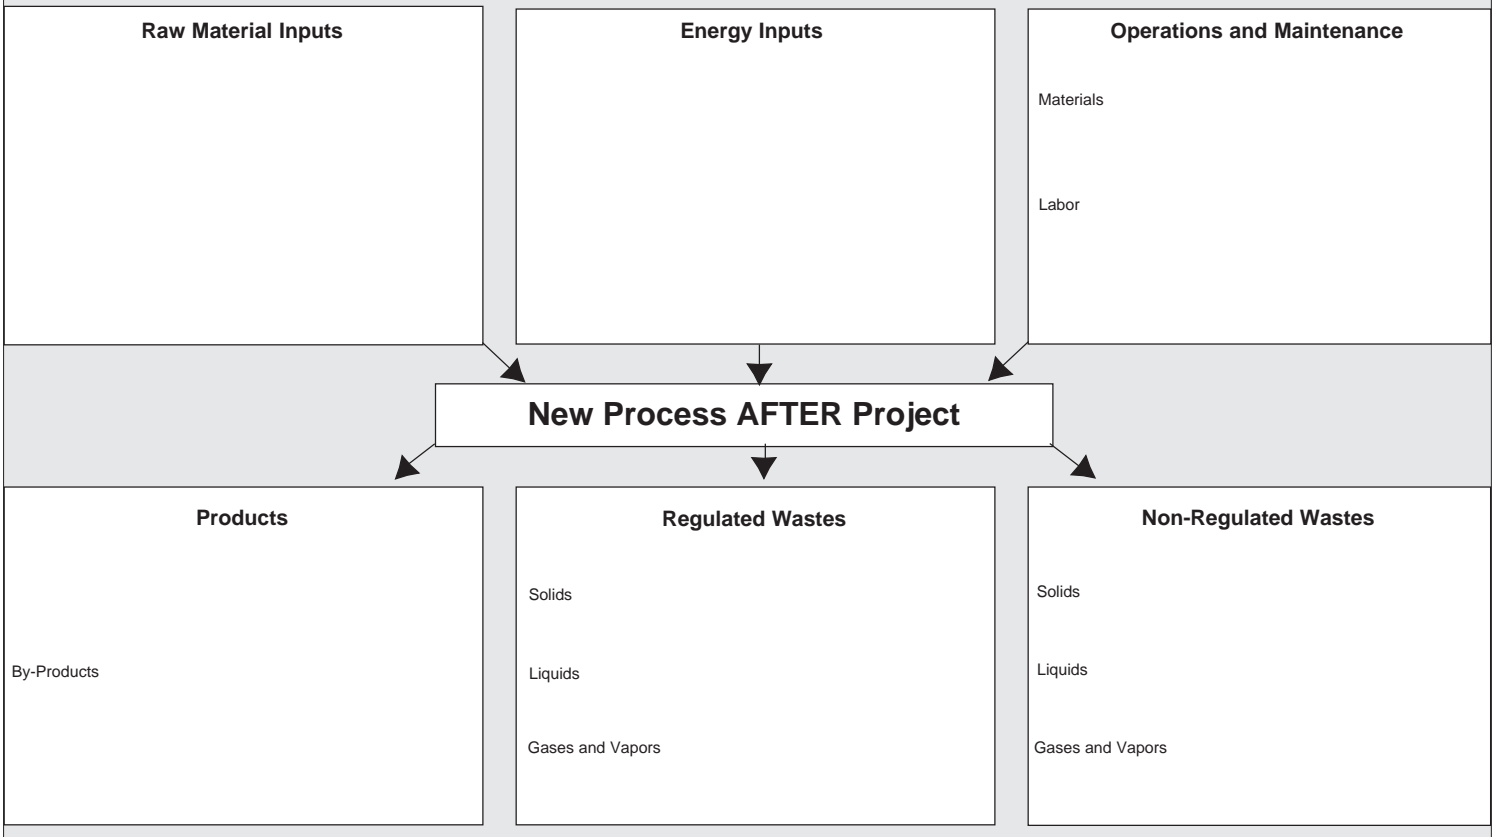 Raw Material Inputs
Energy Inputs
Operations and Maintenance
Materials
Labor
New Process AFTER Project
Products
By-Products
Regulated Wastes
Solids
Liquids
Gases and Vapors
Non-Regulated Wastes
Solids
Liquids
Gases and Vapors